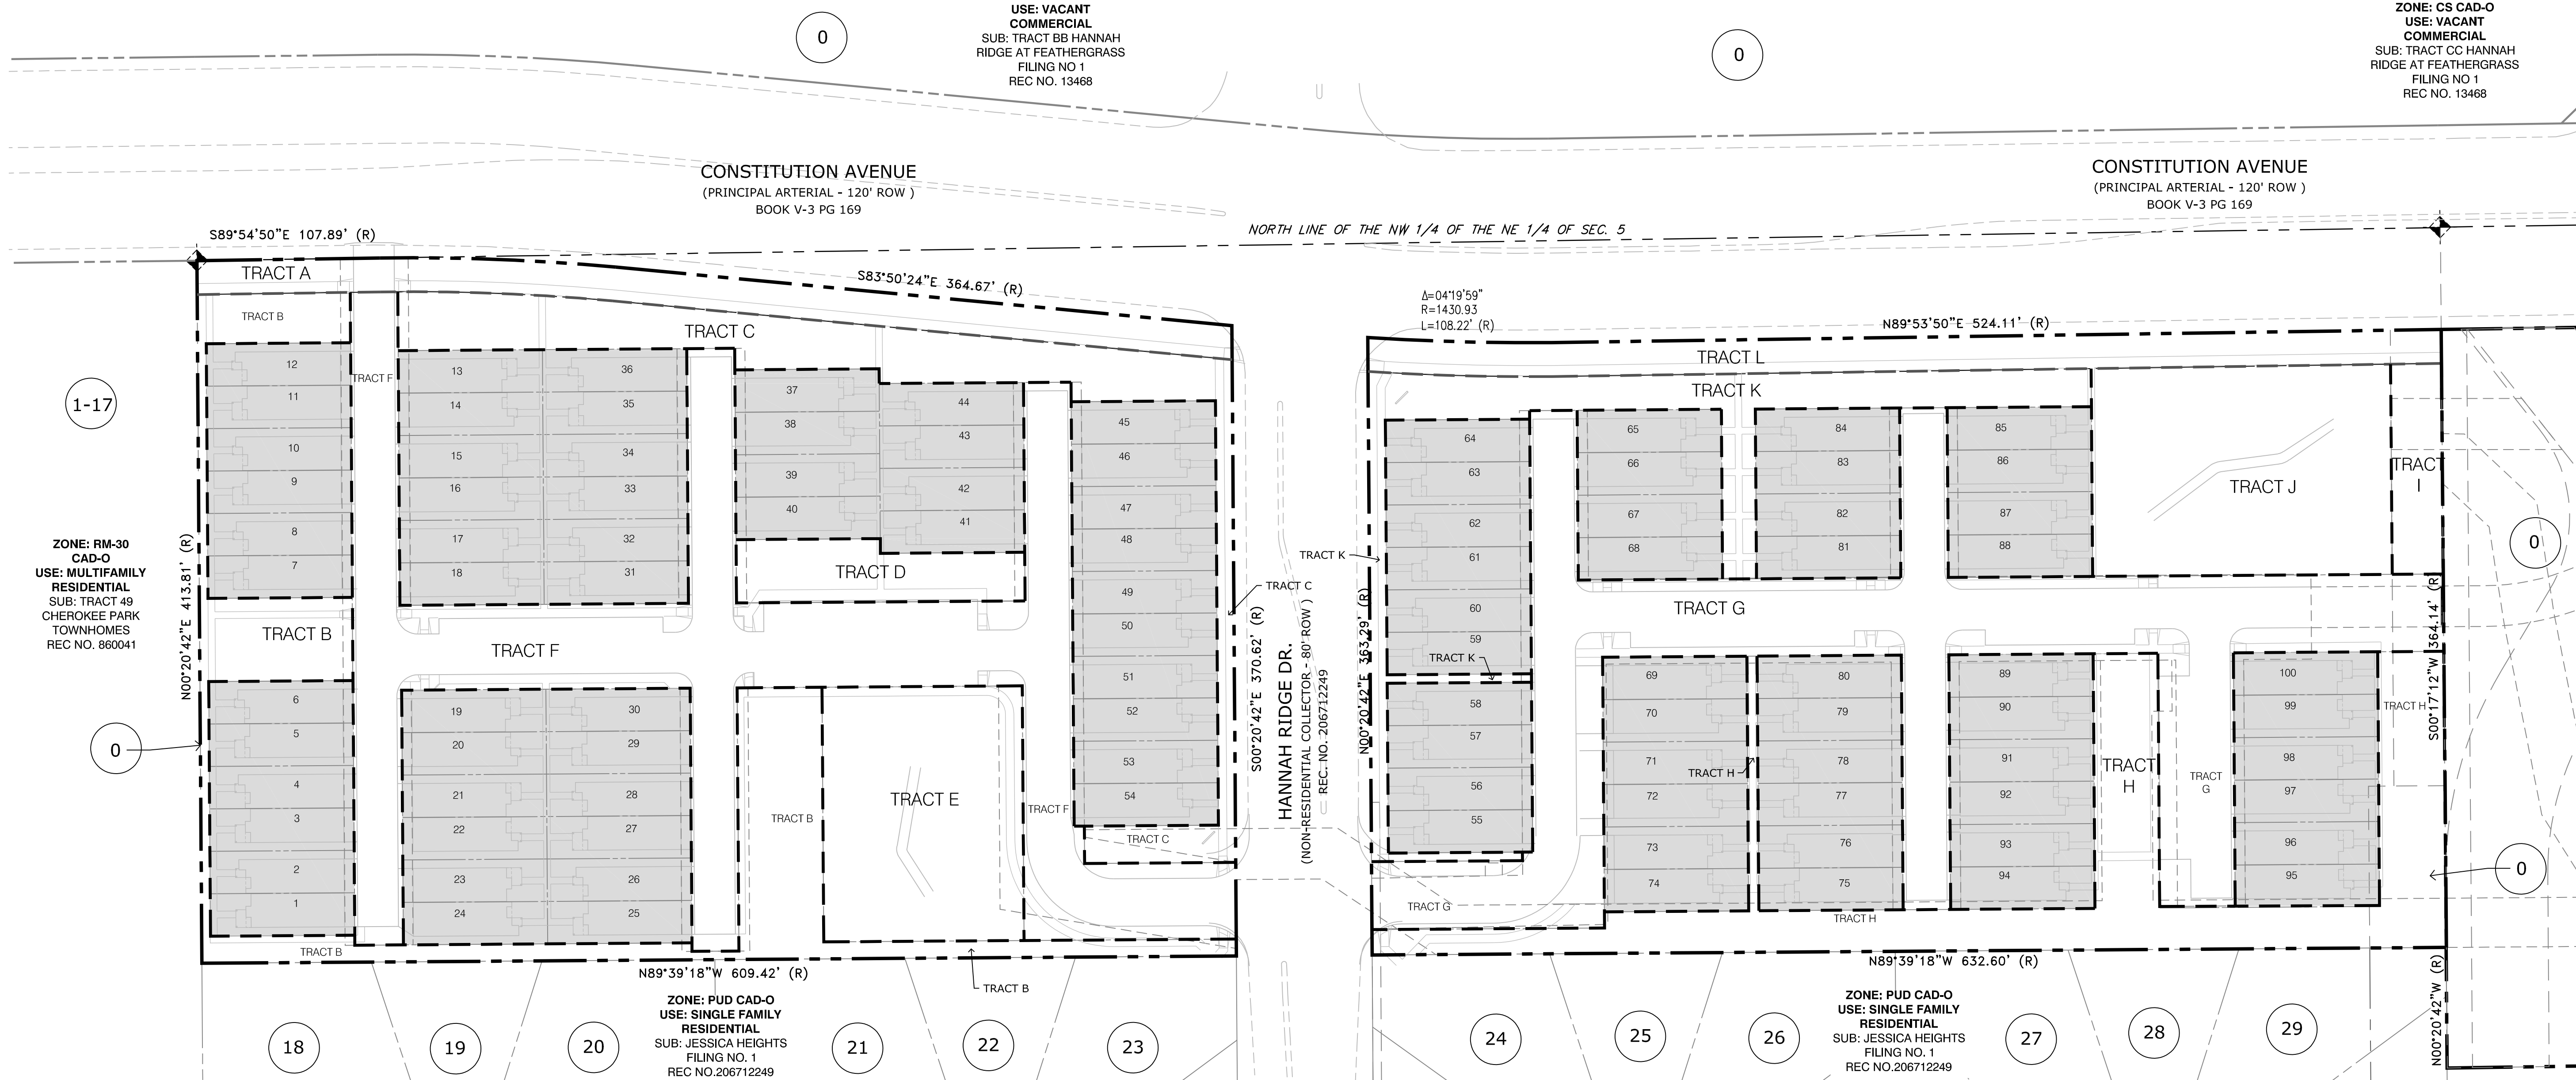 0
USE: VACANT
COMMERCIAL
SUB: TRACT BB HANNAH
RIDGE AT FEATHERGRASS
FILING NO 1
REC NO. 13468
0
ZONE: CS CAD-O
USE: VACANT
COMMERCIAL
SUB: TRACT CC HANNAH
RIDGE AT FEATHERGRASS
FILING NO 1
REC NO. 13468
CONSTITUTION AVENUE
(PRINCIPAL ARTERIAL - 120' ROW )
BOOK V-3 PG 169
CONSTITUTION AVENUE
(PRINCIPAL ARTERIAL - 120' ROW )
BOOK V-3 PG 169
S89°54'50"E 107.89' (R)
NORTH LINE OF THE NW 1/4 OF THE NE 1/4 OF SEC. 5
S83°50'24"E 364.67' (R)
Δ=04°19'59"
R=1430.93
L=108.22' (R)
N89°53'50"E 524.11' (R)
TRACT A
TRACT B
TRACT F
TRACT C
TRACT L
TRACT K
TRACT J
TRACT
I
1-17
0
12
11
10
9
8
7
13
14
15
16
17
18
36
35
34
33
32
31
37
38
39
40
44
43
42
41
TRACT D
45
46
47
48
49
50
51
52
53
54
64
63
62
61
60
59
65
66
67
68
84
83
82
81
85
86
87
88
ZONE: RM-30
CAD-O
USE: MULTIFAMILY
RESIDENTIAL
SUB: TRACT 49
CHEROKEE PARK
TOWNHOMES
REC NO. 860041
N00°20'42"E 413.81' (R)
TRACT B
TRACT F
TRACT K
TRACT C
S00°20'42"E 370.62' (R)
HANNAH RIDGE DR.
(NON-RESIDENTIAL COLLECTOR - 80' ROW )
REC. NO. 206712249
N00°20'42"E 363.29' (R)
TRACT K
TRACT G
S00°17'12"W 364.14' (R
0
6
5
4
3
2
1
19
20
21
22
23
24
30
29
28
27
26
25
TRACT B
TRACT E
TRACT F
TRACT C
58
57
56
55
69
70
71
72
73
74
TRACT H
80
79
78
77
76
75
89
90
91
92
93
94
TRACT
H
TRACT
G
100
99
98
97
96
95
TRACT H
0
TRACT G
TRACT H
TRACT B
N89°39'18"W 609.42' (R)
TRACT B
N89°39'18"W 632.60' (R)
N00°20'42"W (R)
ZONE: PUD CAD-O
USE: SINGLE FAMILY
RESIDENTIAL
SUB: JESSICA HEIGHTS
FILING NO. 1
REC NO.206712249
ZONE: PUD CAD-O
USE: SINGLE FAMILY
RESIDENTIAL
SUB: JESSICA HEIGHTS
FILING NO. 1
REC NO.206712249
18
19
20
21
22
23
24
25
26
27
28
29